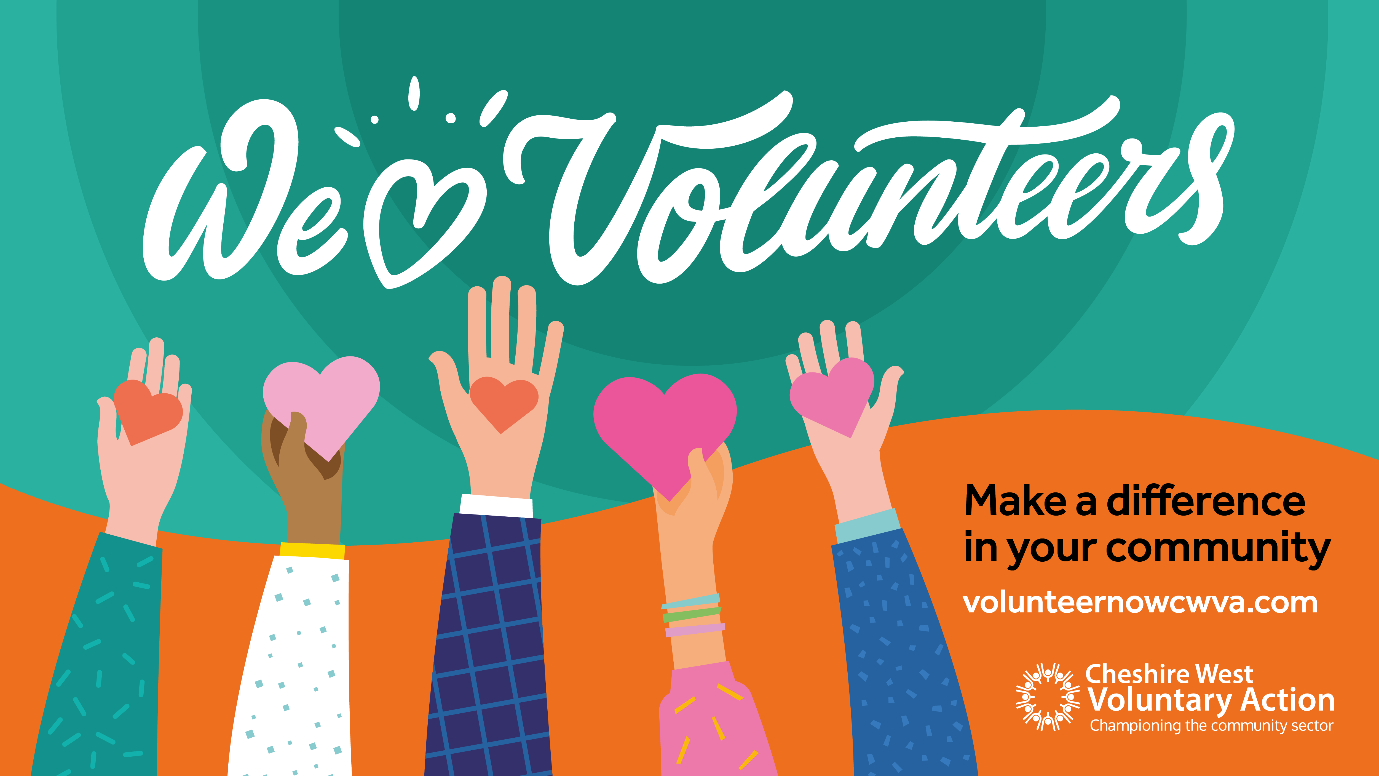 We Volunteers
Make a difference
in your community
volunteernowcwva.com
Cheshire West
Voluntary Action
Championing the community sector